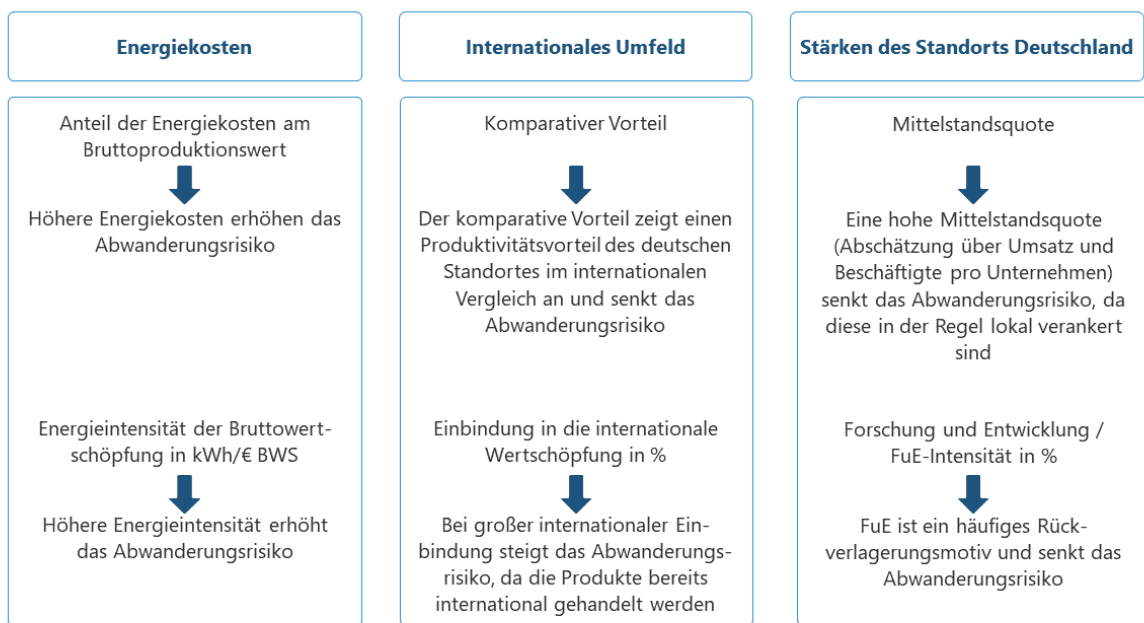 Energiekosten
Anteil der Energiekosten am
Bruttoproduktionswert
Höhere Energiekosten erhöhen das
Abwanderungsrisiko
Energieintensität der Bruttowert-
schöpfung in kWh/€ BWS
Höhere Energieintensität erhöht
das Abwanderungsrisiko
Internationales Umfeld
Komparativer Vorteil
Der komparative Vorteil zeigt einen
Produktivitätsvorteil des deutschen
Standortes im internationalen
Vergleich an und senkt das
Abwanderungsrisiko
Einbindung in die internationale
Wertschöpfung in %
Bei großer internationaler Ein-
bindung steigt das Abwanderungs-
risiko, da die Produkte bereits
international gehandelt werden
Stärken des Standorts Deutschland
Mittelstandsquote
Eine hohe Mittelstandsquote
(Abschätzung über Umsatz und
Beschäftigte pro Unternehmen)
senkt das Abwanderungsrisiko, da
diese in der Regel lokal verankert
sind
Forschung und Entwicklung /
FuE-Intensität in %
FuE ist ein häufiges Rück-
verlagerungsmotiv und senkt das
Abwanderungsrisiko